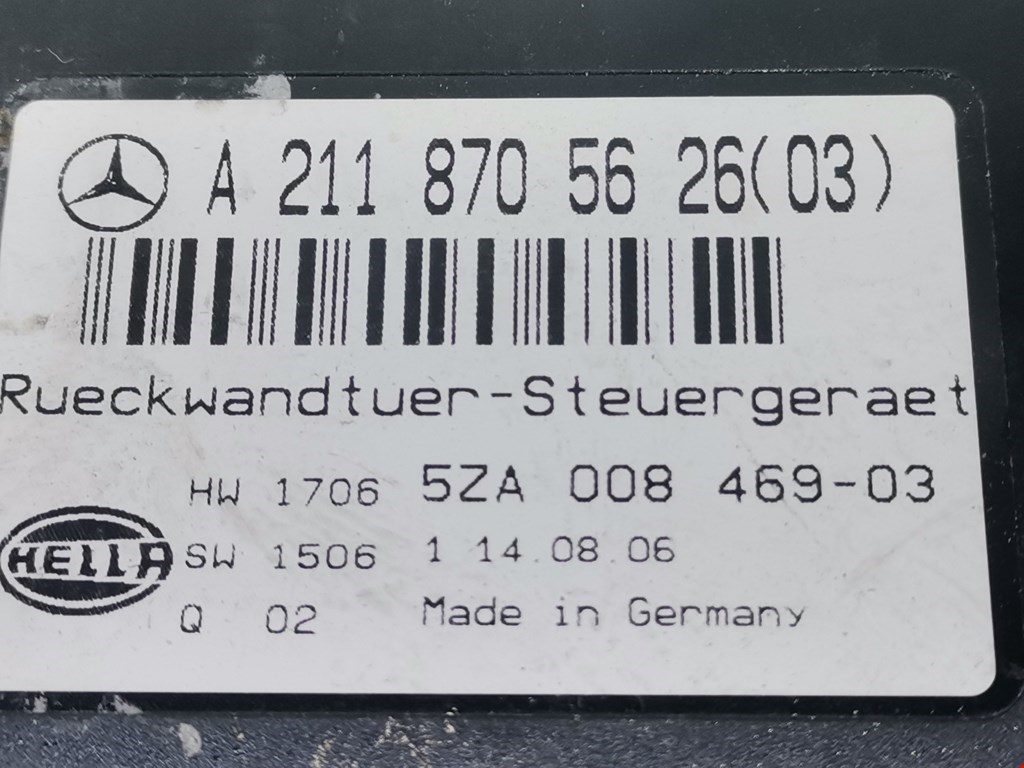 A 211 870 56 26(03)
Rueckwandtuer-Steuergeraet
HW 1706 5ZA 008 469-03
HELLA SW 1506 1 14.08.06
Q 02 Made in Germany